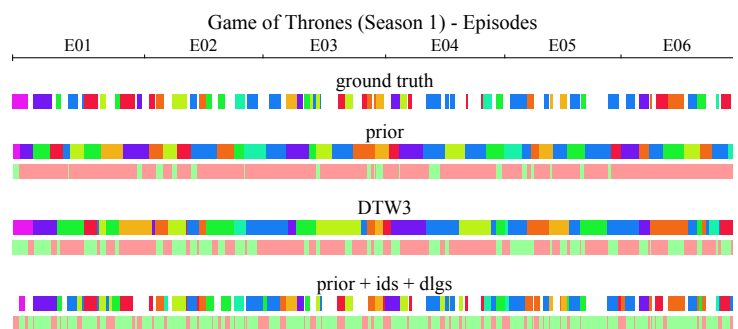 Game of Thrones (Season 1) - Episodes
E01 E02 E03 E04 E05 E06
ground truth
prior
DTW3
prior + ids + dlgs